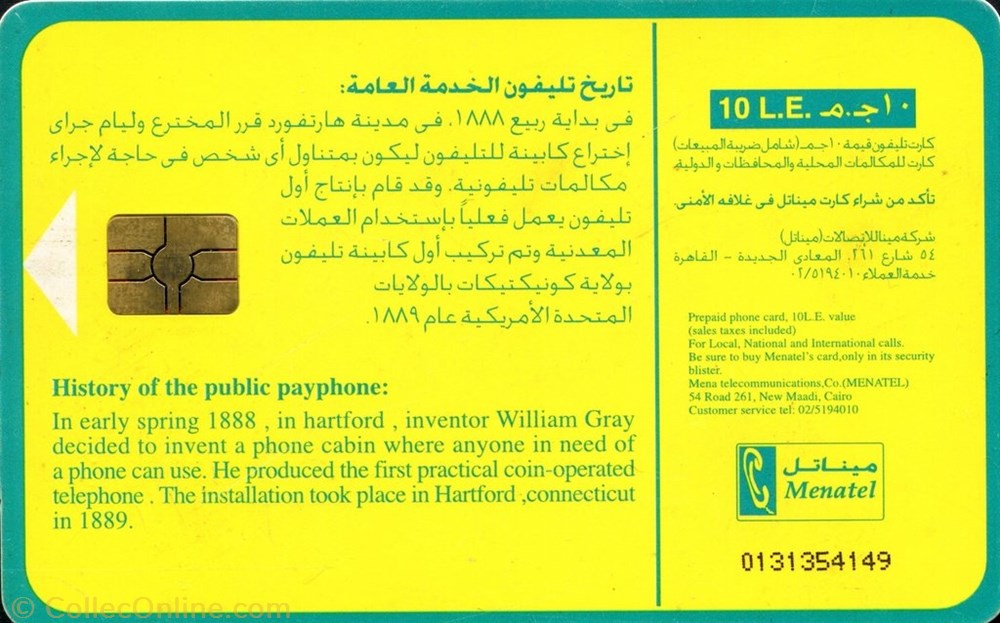 تاريخ تليفون الخدمة العامة:
فى بداية ربيع ١٨٨٨، فى مدينة هارتفورد قرر المخترع وليام جراى
إختراع كابينة للتليفون ليكون بمتناول أى شخص فى حاجة لإجراء
مكالمات تليفونية. وقد قام بإنتاج أول
تليفون يعمل فعلياً بإستخدام العملات
المعدنية وتم تركيب أول كابينة تليفون
بولاية كونيكتيكات بالولايات
المتحدة الأمريكية عام ١٨٨٩.
History of the public payphone:
In early spring 1888 , in hartford , inventor William Gray
decided to invent a phone cabin where anyone in need of
a phone can use. He produced the first practical coin-operated
telephone . The installation took place in Hartford ,connecticut
in 1889.
10 L.E. ١٠ج.م.
كارت تليفون قيمة ١٠جم (شامل ضريبة المبيعات)
كارت للمكالمات المحلية والمحافظات والدولية.
تأكد من شراء كارت ميناتل فى غلافه الأمنى.
شركة مينا للاتصالات (ميناتل)
٥٤ شارع ٢٦١، المعادى الجديدة - القاهرة
خدمة العملاء ٠٢/٥١٩٤٠١٠
Prepaid phone card, 10L.E. value
(sales taxes included)
For Local, National and International calls.
Be sure to buy Menatel's card,only in its security
blister.
Mena telecommunications,Co.(MENATEL)
54 Road 261, New Maadi, Cairo
Customer service tel: 02/5194010
ميناتل
Menatel
0131354149
© CollecOnline.com